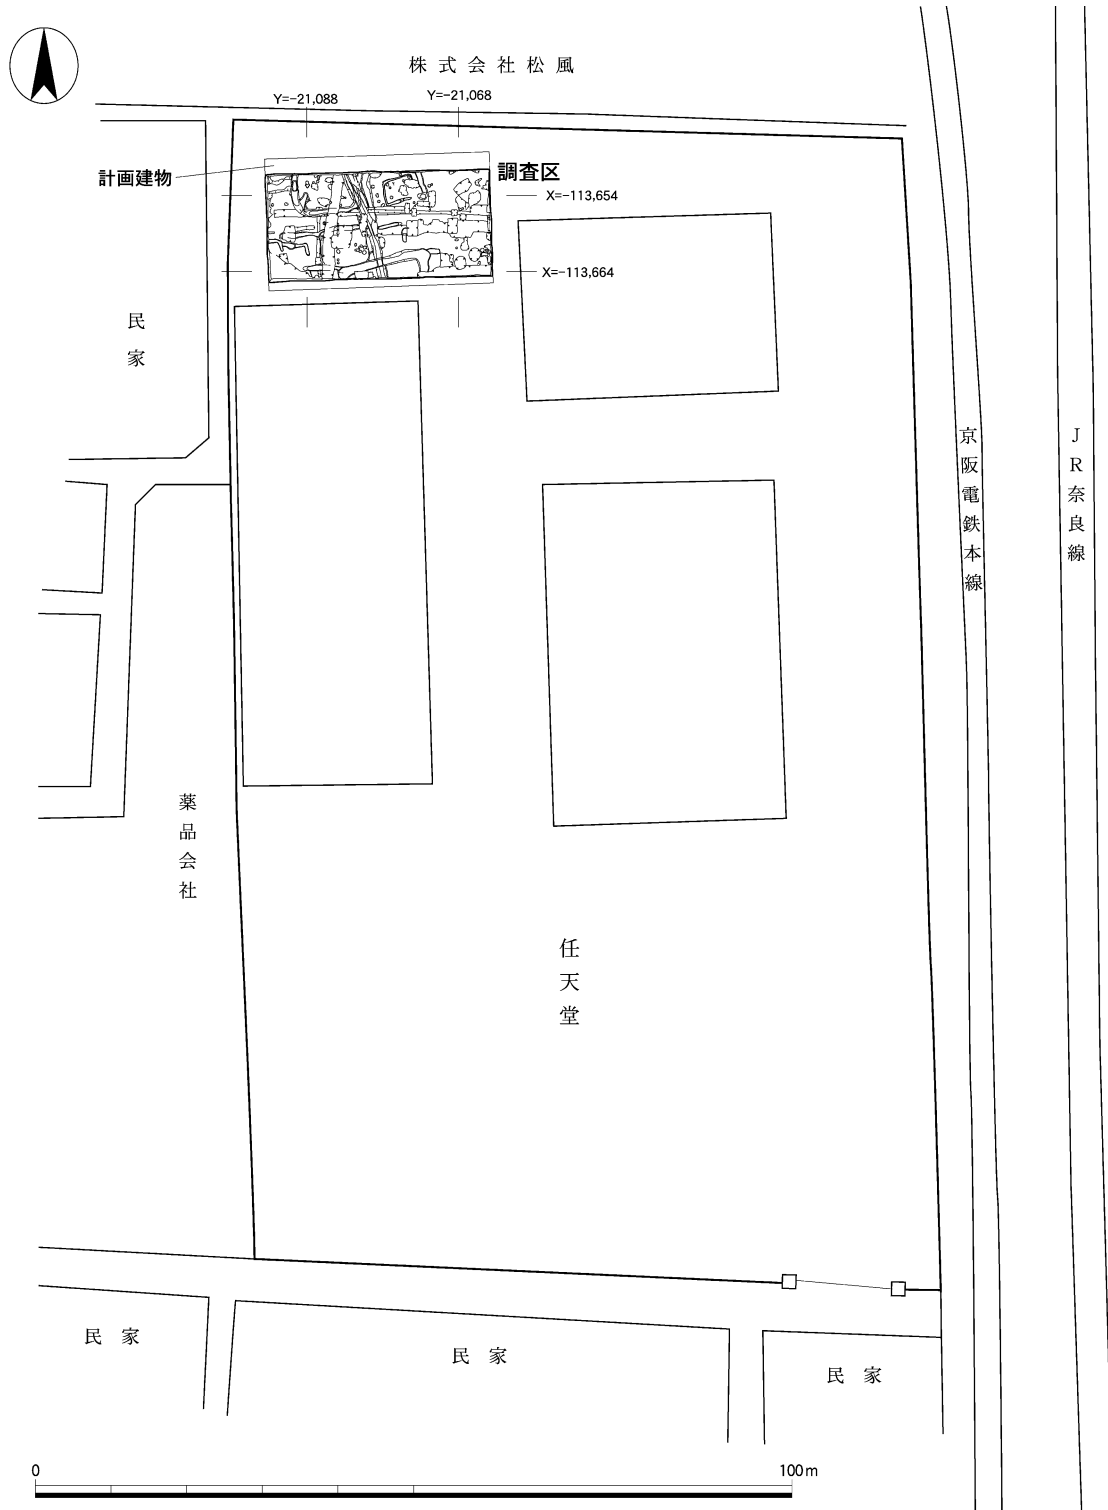 株式会社松風
Y=-21,088
Y=-21,068
計画建物
調査区
X=-113,654
X=-113,664
民家
京阪電鉄本線
JR奈良線
薬品会社
任天堂
民家
民家
民家
0
100m